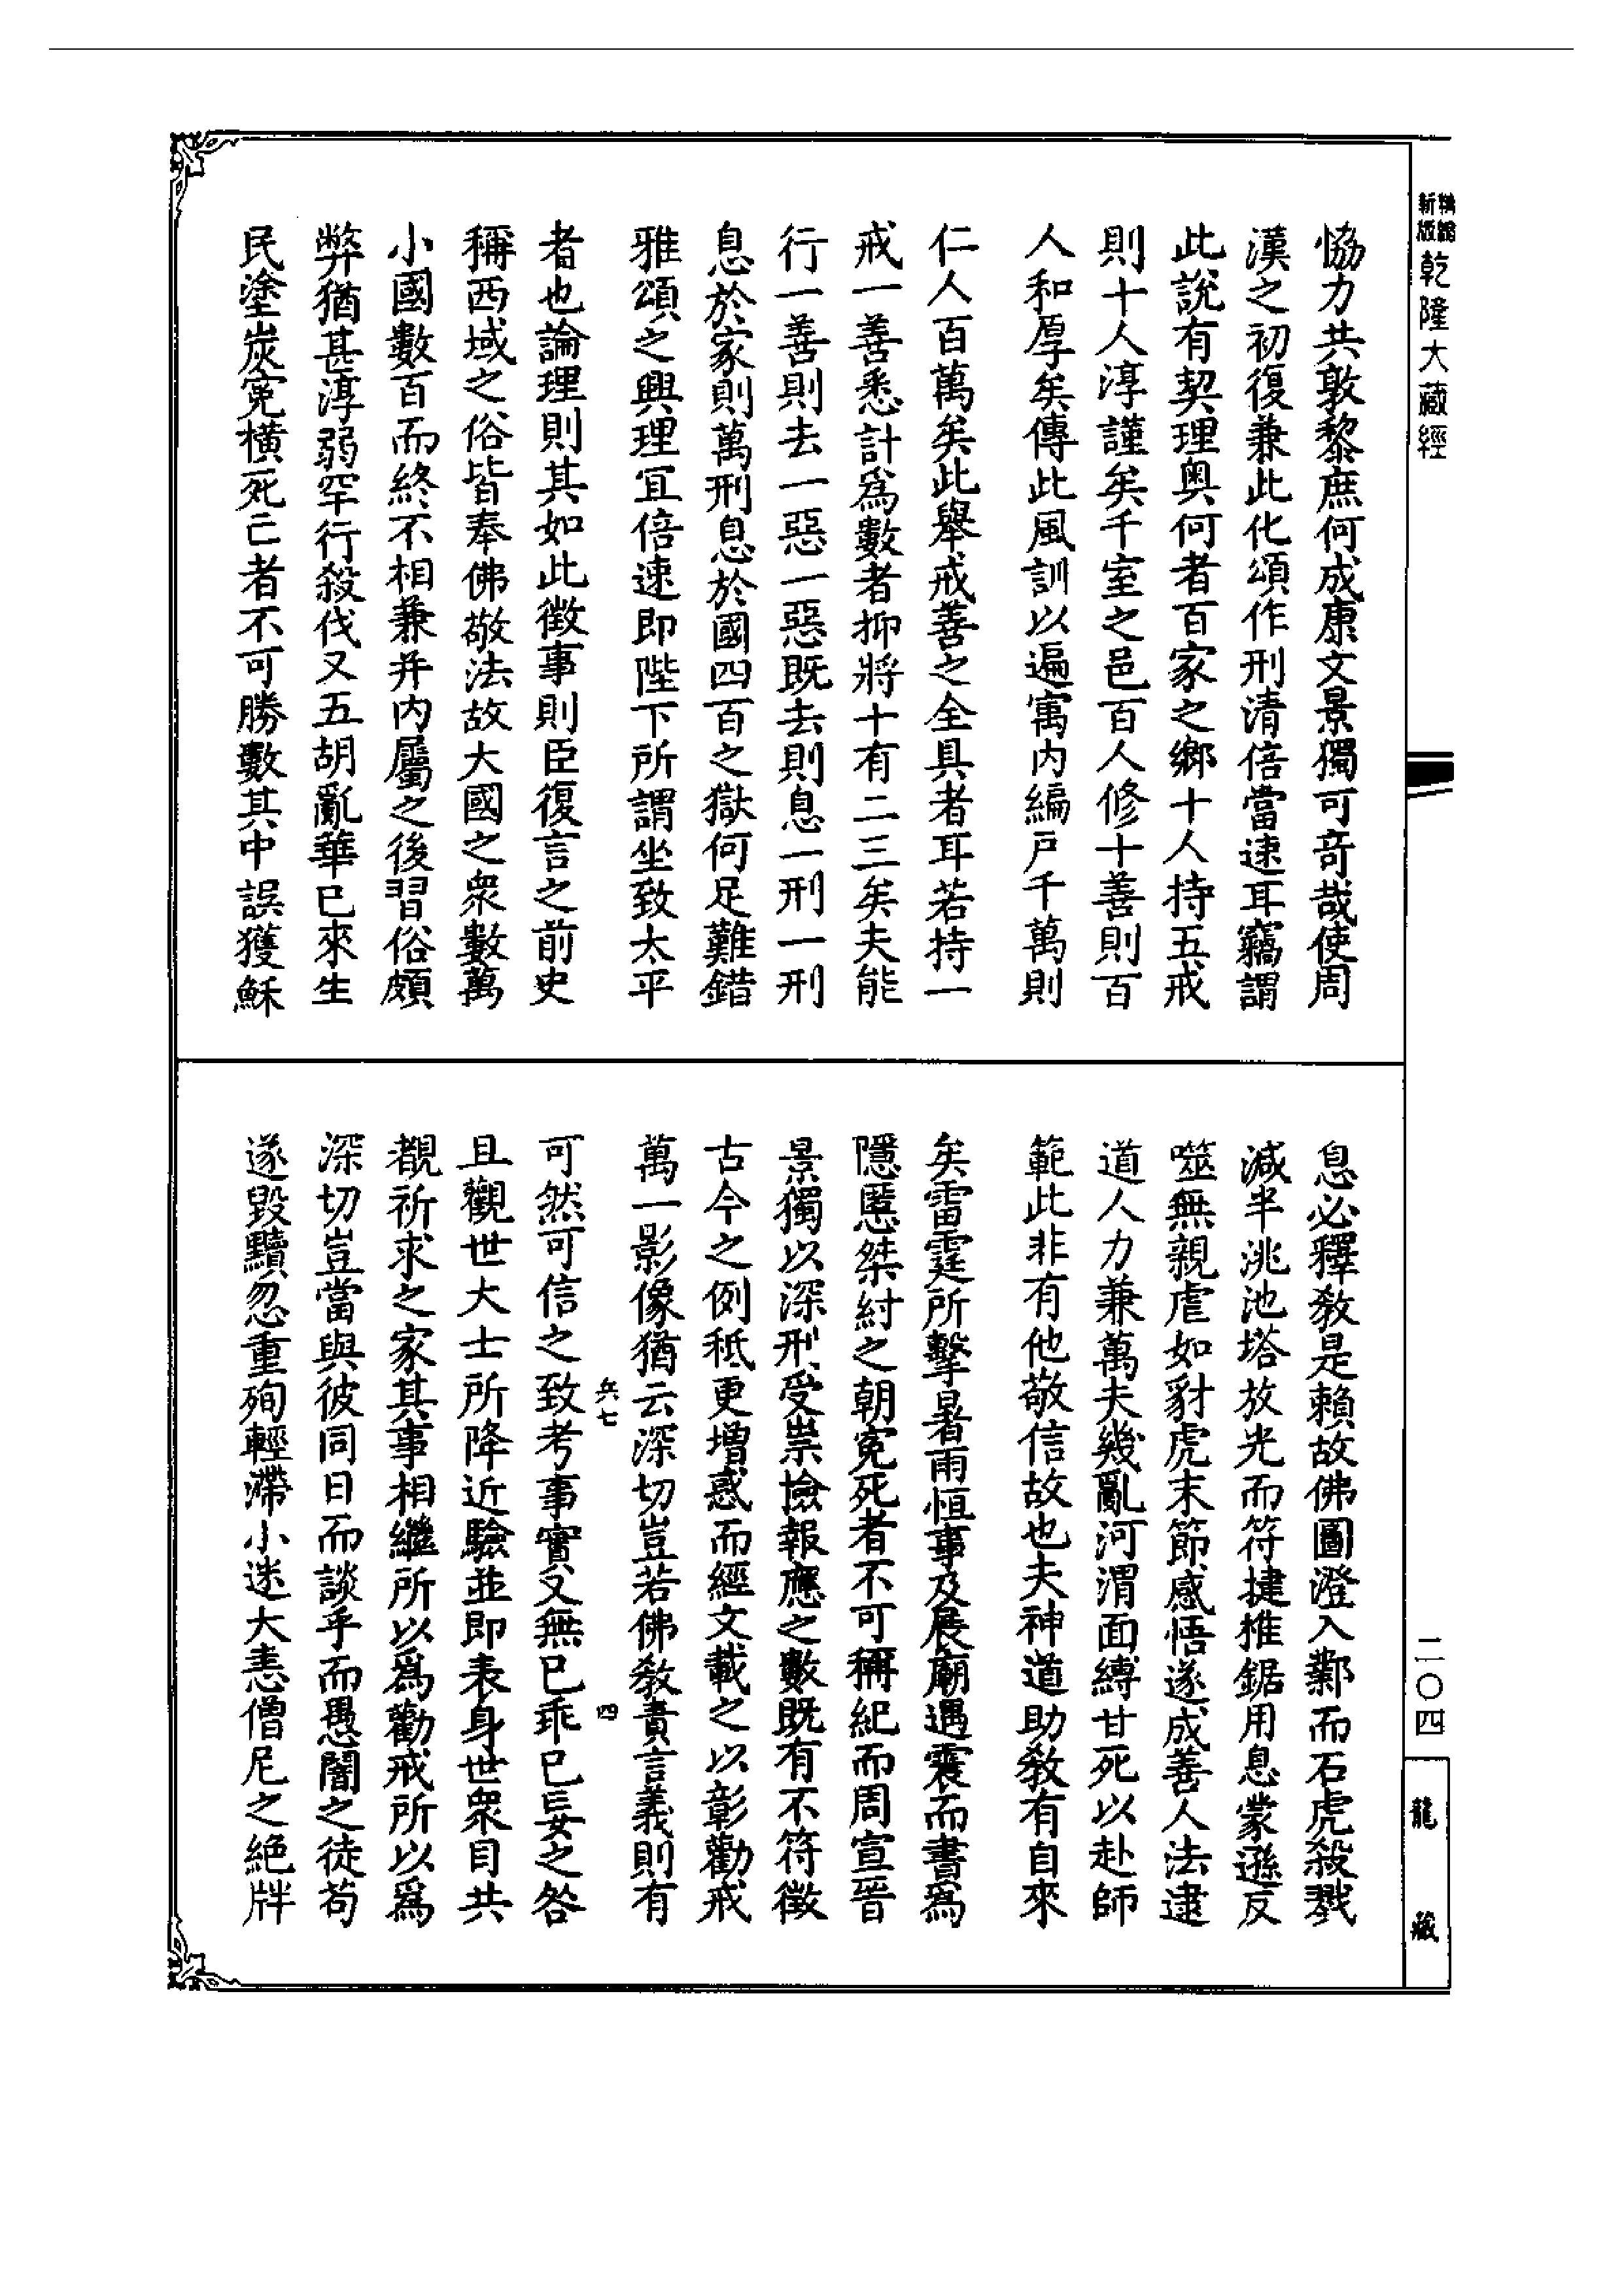 新版
乾隆大藏經
協力共敦黎庶何成康文景獨可奇哉使周
漢之初復兼此化頌作刑清倍當速耳竊謂
此說有契理奧何者百家之鄉十人持五戒
則十人淳謹矣千室之邑百人修十善則百
人和厚矣傳此風訓以遍寓內編戶千萬則
仁人百萬矣此舉戒善之全具者耳若持一
戒一善悉計為數者抑將十有二三矣夫能
行一善則去一惡一惡既去則息一刑一刑
息於家則萬刑息於國四百之獄何足難錯
雅頌之興理宜倍速即陛下所謂坐致太平
者也論理則其如此徵事則臣復言之前史
稱西域之俗皆奉佛敬法故大國之衆數萬
小國數百而終不相兼并內屬之後習俗頗
弊猶甚淳弱罕行殺伐又五胡亂華已來生
民塗炭冤橫死亡者不可勝數其中誤獲穌
息必釋教是賴故佛圖澄入鄴而石虎殺戮
減半洮池塔放光而符揵推鋸用息蒙遜反
噬無親虐如豺虎末節感悟遂成善人法逮
道人力兼萬夫幾亂河渭面縛甘死以赴師
範此非有他敬信故也夫神道助教有自來
矣雷霆所擊暑雨恒事及展廟遇震而書為
隱慝桀紂之朝冤死者不可稱紀而周宣晉
景獨以深刑受祟撿報應之數既有不符徵
古今之例秖更增惑而經文載之以彰勸戒
萬一影像猶云深切豈若佛教責言義則有
可然可信之致考事實又無已乖已妄之咎
且觀世大士所降近驗並即表身世衆目共
覩祈求之家其事相繼所以為勸戒所以為
深切豈當與彼同日而談乎而愚闇之徒苟
遂毀黷忽重殉輕滯小迷大恚僧尼之絶牉
兵七
四
二〇四
龍藏